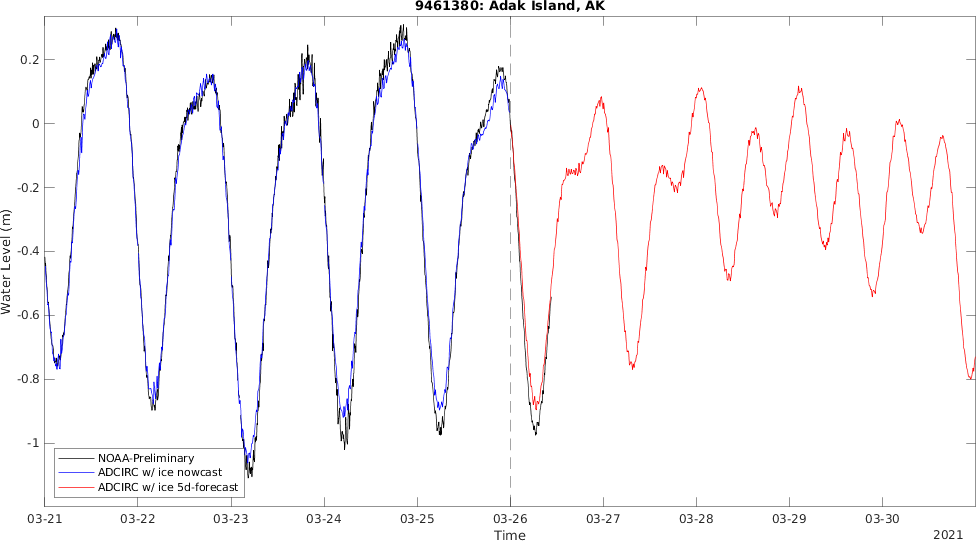 9461380: Adak Island, AK
Water Level (m)
0.2
0
-0.2
-0.4
-0.6
-0.8
-1
NOAA-Preliminary
ADCIRC w/ ice nowcast
ADCIRC w/ ice 5d-forecast
03-21 03-22 03-23 03-24 03-25 03-26 03-27 03-28 03-29 03-30
Time
2021